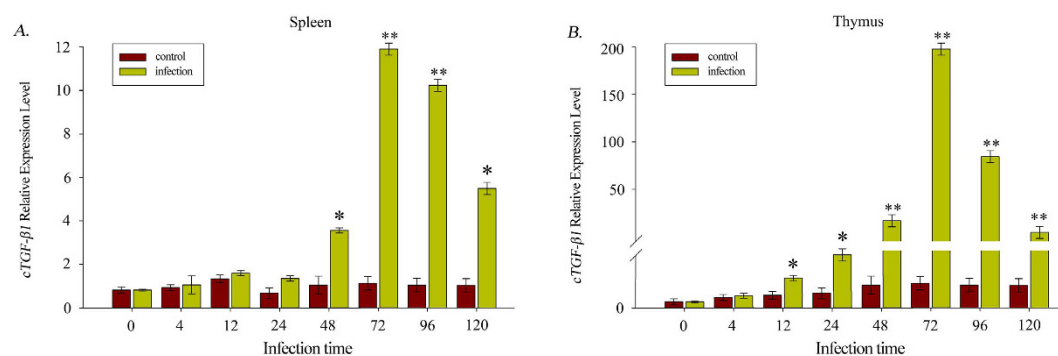 A.
Spleen
control
infection
**
**
*
*
12
10
8
6
4
2
0
cTGF-β1 Relative Expression Level
0 4 12 24 48 72 96 120
Infection time
B.
Thymus
control
infection
**
**
**
**
*
*
200
150
100
50
0
cTGF-β1 Relative Expression Level
0 4 12 24 48 72 96 120
Infection time